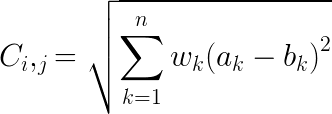 C_{i,j} = \sqrt{\sum_{k=1}^{n} w_k (a_k - b_k)^2}